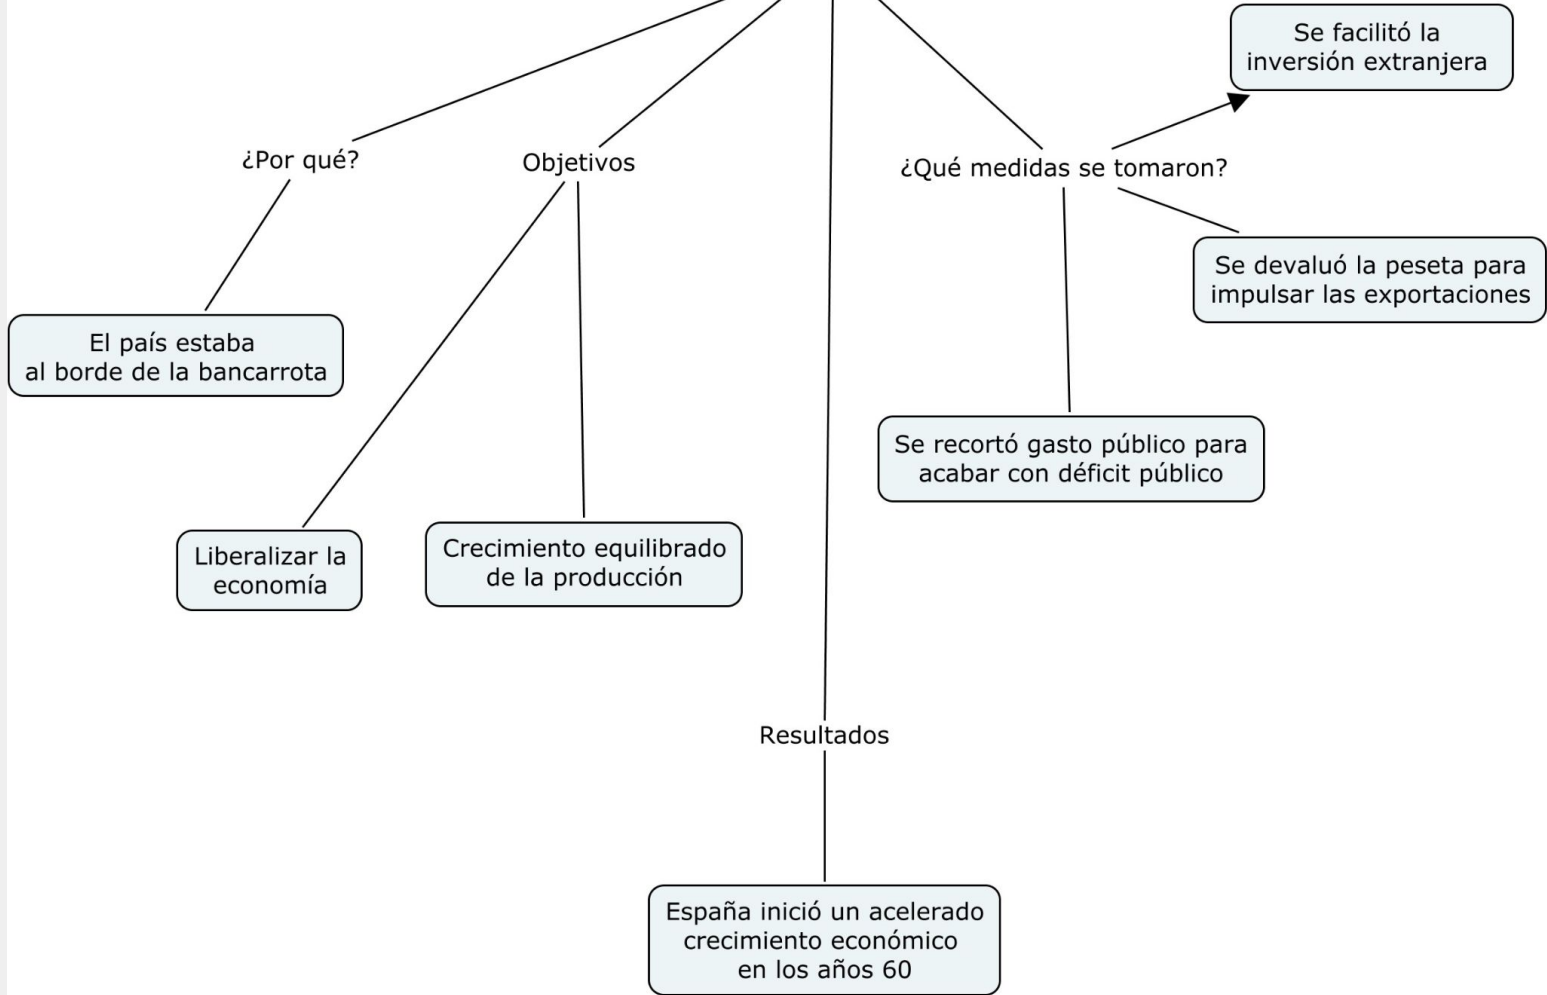 Se facilitó la
inversión extranjera
¿Por qué?
Objetivos
¿Qué medidas se tomaron?
Se devaluó la peseta para
impulsar las exportaciones
El país estaba
al borde de la bancarrota
Se recortó gasto público para
acabar con déficit público
Liberalizar la
economía
Crecimiento equilibrado
de la producción
Resultados
España inició un acelerado
crecimiento económico
en los años 60